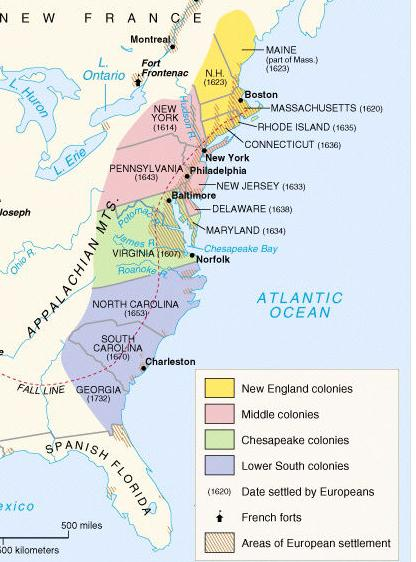 NEW FRANCE
Montreal
L.
Ontario
Fort
Frontenac
MAINE
(part of Mass.)
(1623)
N.H.
(1623)
L. Huron
Hudson R.
Boston
MASSACHUSETTS (1620)
NEW
YORK
(1614)
RHODE ISLAND (1635)
CONNECTICUT (1636)
L. Erie
New York
PENNSYLVANIA
(1643)
Philadelphia
NEW JERSEY (1633)
Baltimore
DELAWARE (1638)
Joseph
Potomac R.
MARYLAND (1634)
James R.
Chesapeake Bay
VIRGINIA (1607)
Norfolk
Ohio R.
Roanoke R.
APPALACHIAN MTS.
NORTH CAROLINA
(1653)
ATLANTIC
OCEAN
SOUTH
CAROLINA
(1670)
Charleston
FALL LINE
GEORGIA
(1732)
SPANISH FLORIDA
exico
500 miles
500 kilometers
New England colonies
Middle colonies
Chesapeake colonies
Lower South colonies
(1620) Date settled by Europeans
French forts
Areas of European settlement